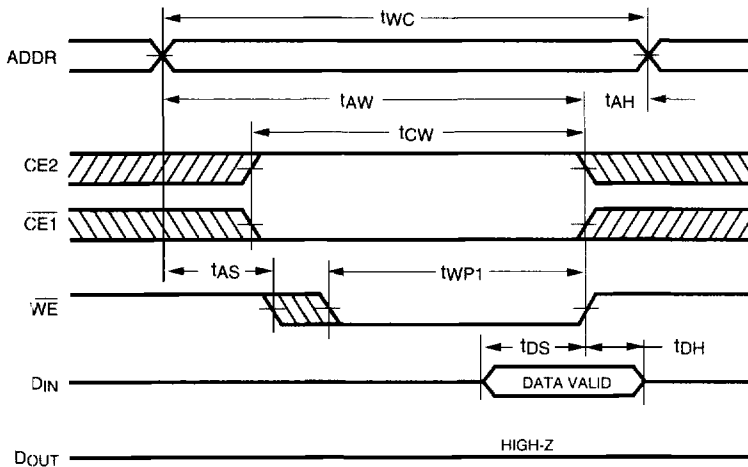 tWC
ADDR
tAW
tAH
tCW
CE2
CE1
tAS
tWP1
WE
tDS
tDH
DIN
DATA VALID
HIGH-Z
DOUT